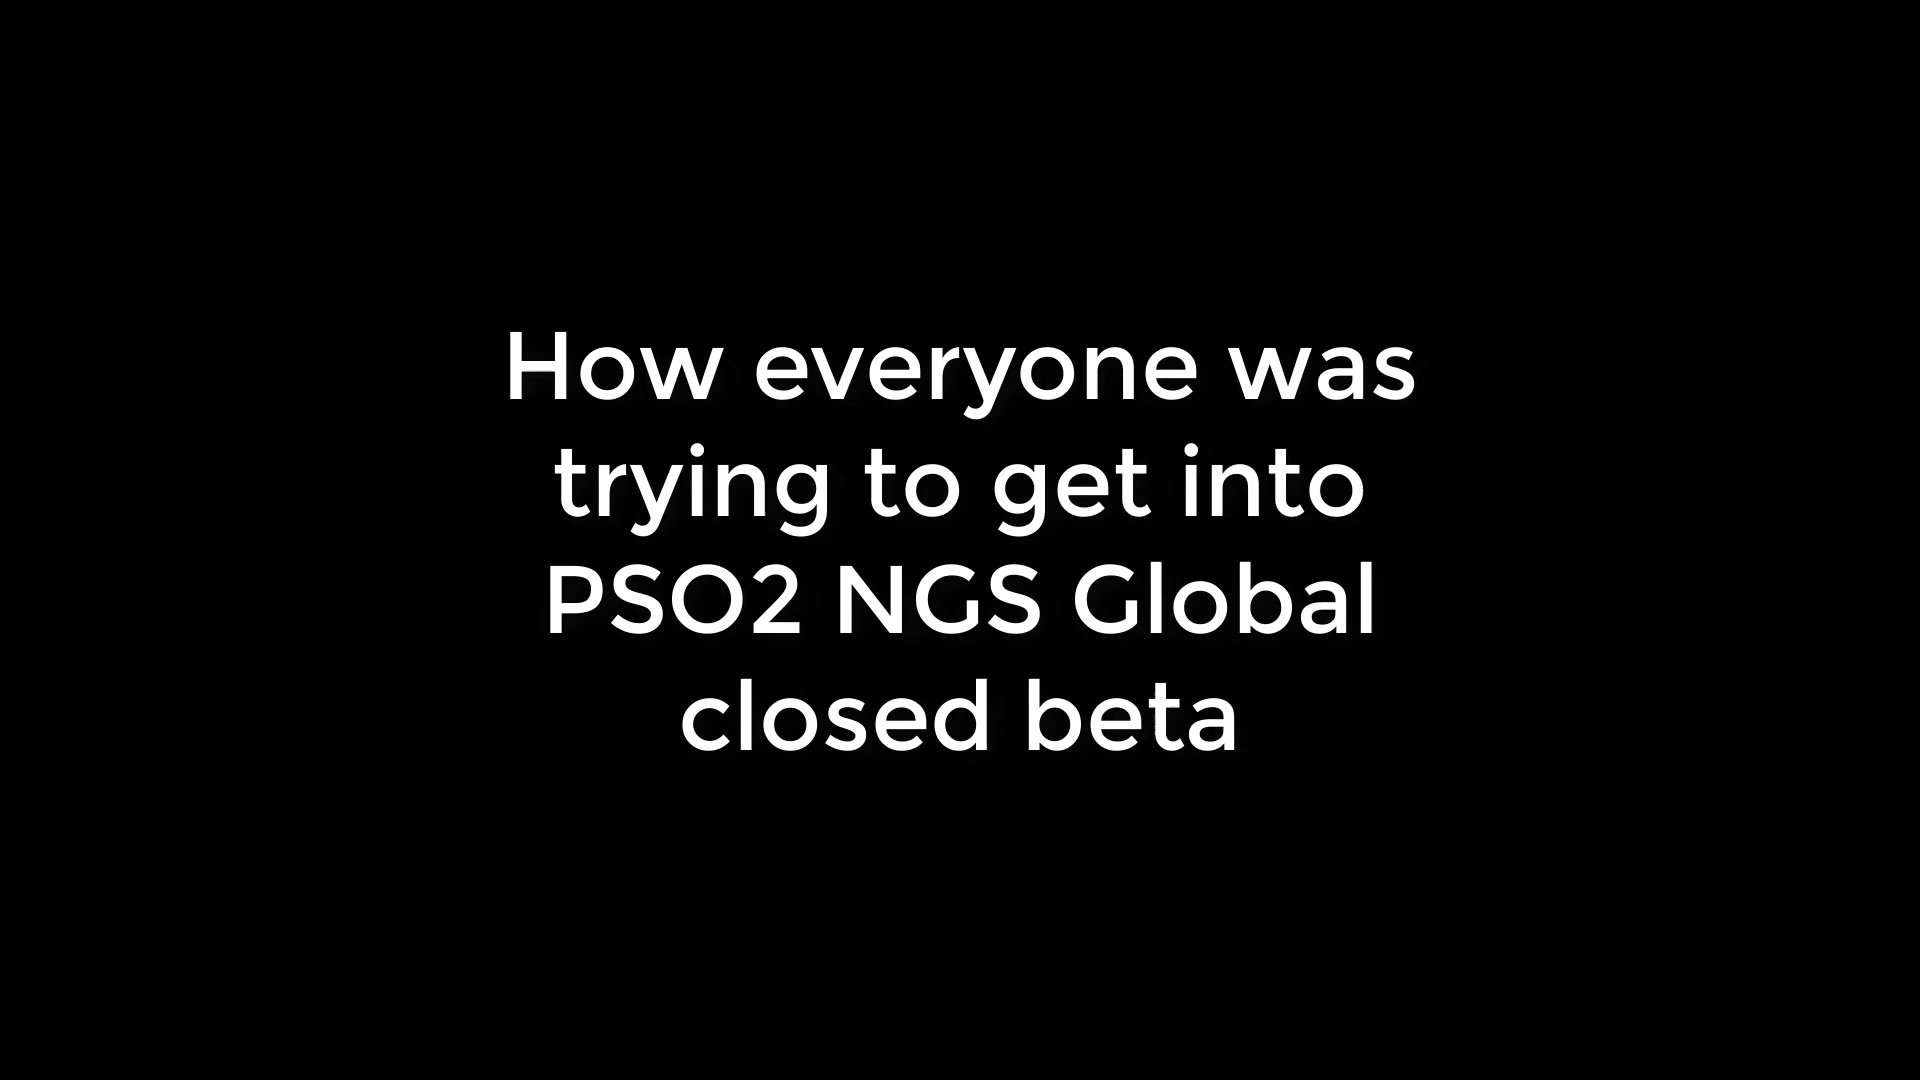 How everyone was
trying to get into
PSO2 NGS Global
closed beta